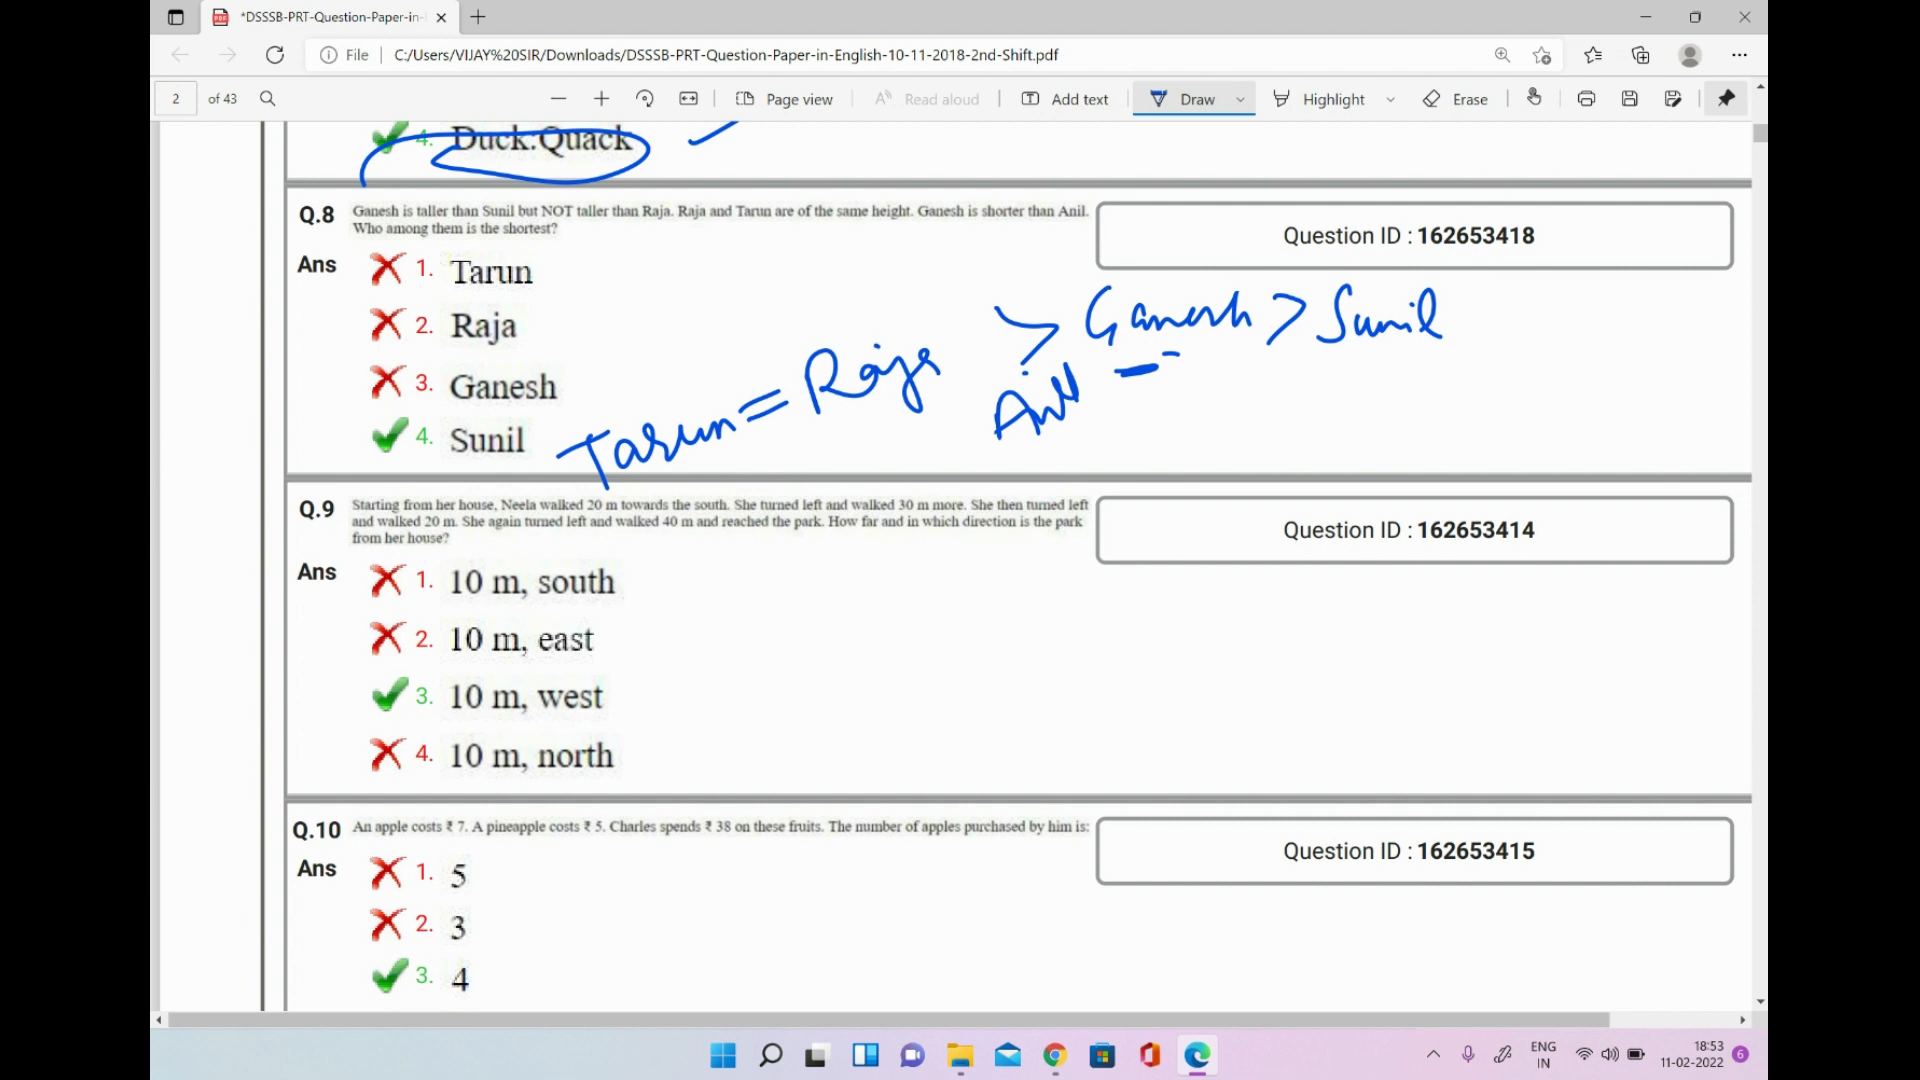 *DSSSB-PRT-Question-Paper-in-
File C:/Users/VIJAY%20SIR/Downloads/DSSSB-PRT-Question-Paper-in-English-10-11-2018-2nd-Shift.pdf
2 of 43 Page view Read aloud Add text Draw Highlight Erase
4. Duck:Quack
Q.8 Ganesh is taller than Sunil but NOT taller than Raja. Raja and Tarun are of the same height. Ganesh is shorter than Anil.
Who among them is the shortest?
Question ID : 162653418
Ans 1. Tarun
2. Raja
3. Ganesh
4. Sunil
Tarun = Raja > Ganesh > Sunil
Anil
Q.9 Starting from her house, Neela walked 20 m towards the south. She turned left and walked 30 m more. She then turned left
and walked 20 m. She again turned left and walked 40 m and reached the park. How far and in which direction is the park
from her house?
Question ID : 162653414
Ans 1. 10 m, south
2. 10 m, east
3. 10 m, west
4. 10 m, north
Q.10 An apple costs ₹ 7. A pineapple costs ₹ 5. Charles spends ₹ 38 on these fruits. The number of apples purchased by him is:
Question ID : 162653415
Ans 1. 5
2. 3
3. 4
ENG
IN
18:53
11-02-2022
6